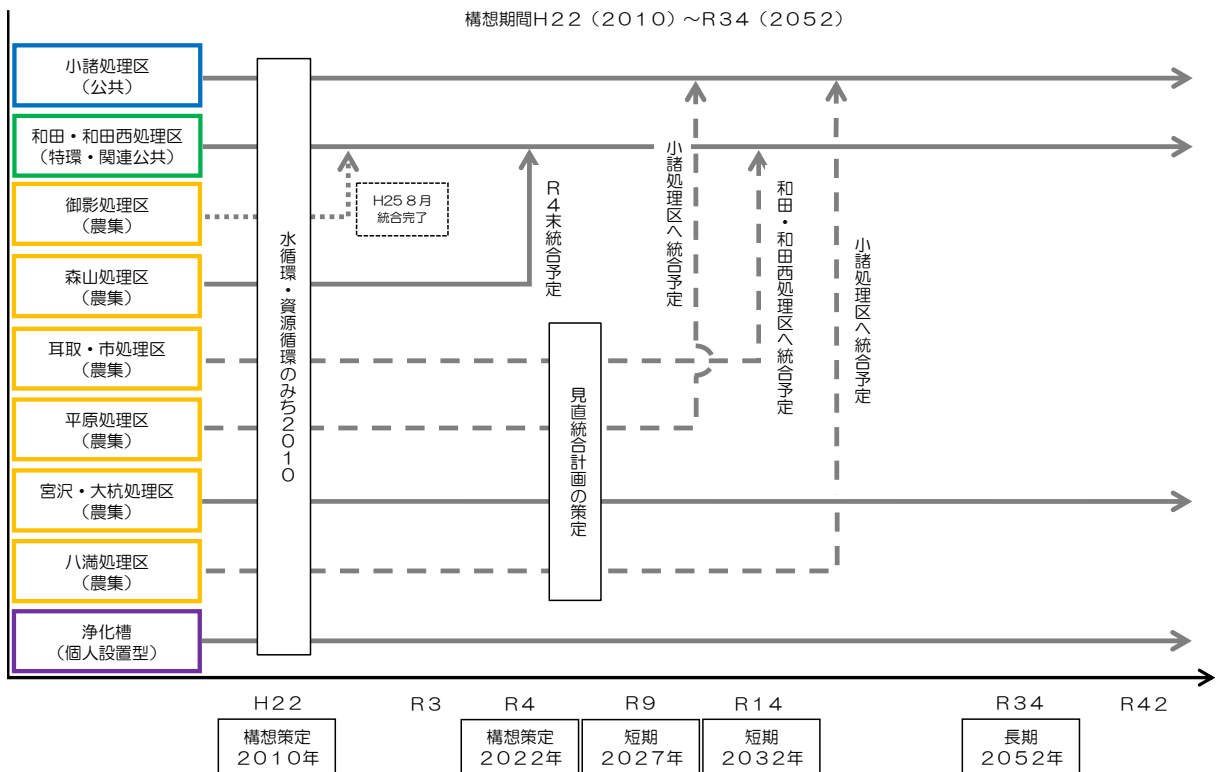 構想期間H22（2010）～R34（2052）
小諸処理区
（公共）
和田・和田西処理区
（特環・関連公共）
御影処理区
（農集）
森山処理区
（農集）
耳取・市処理区
（農集）
平原処理区
（農集）
宮沢・大杭処理区
（農集）
八満処理区
（農集）
浄化槽
（個人設置型）
水循環・資源循環のみち2010
H25８月
統合完了
R4末統合予定
見直統合計画の策定
小諸処理区へ統合予定
和田・和田西処理区へ統合予定
小諸処理区へ統合予定
H22
R3
R4
R9
R14
R34
R42
構想策定
2010年
構想策定
2022年
短期
2027年
短期
2032年
長期
2052年